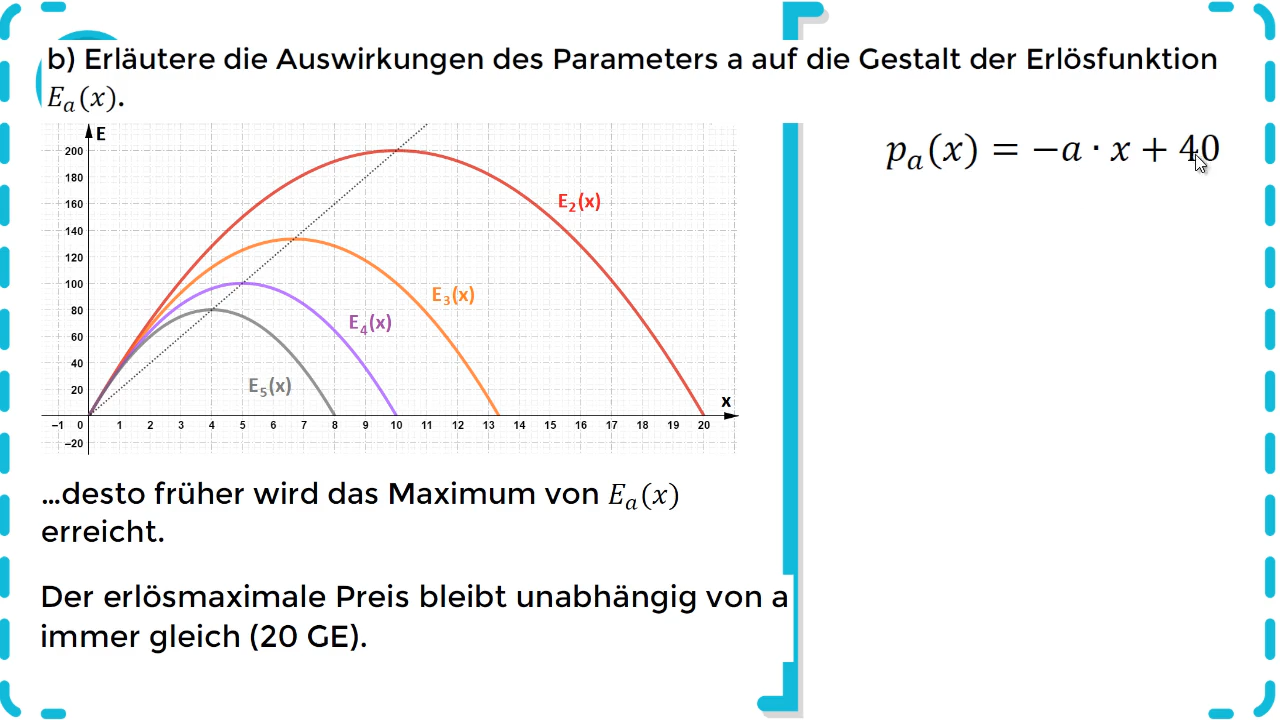 b) Erläutere die Auswirkungen des Parameters a auf die Gestalt der Erlösfunktion
Eₐ(x).
pₐ(x) = −a · x + 40
E
200
180
160
140
120
100
80
60
40
20
−20
E₂(x)
E₃(x)
E₄(x)
E₅(x)
x
−1 0 1 2 3 4 5 6 7 8 9 10 11 12 13 14 15 16 17 18 19 20
...desto früher wird das Maximum von Eₐ(x)
erreicht.
Der erlösmaximale Preis bleibt unabhängig von a
immer gleich (20 GE).